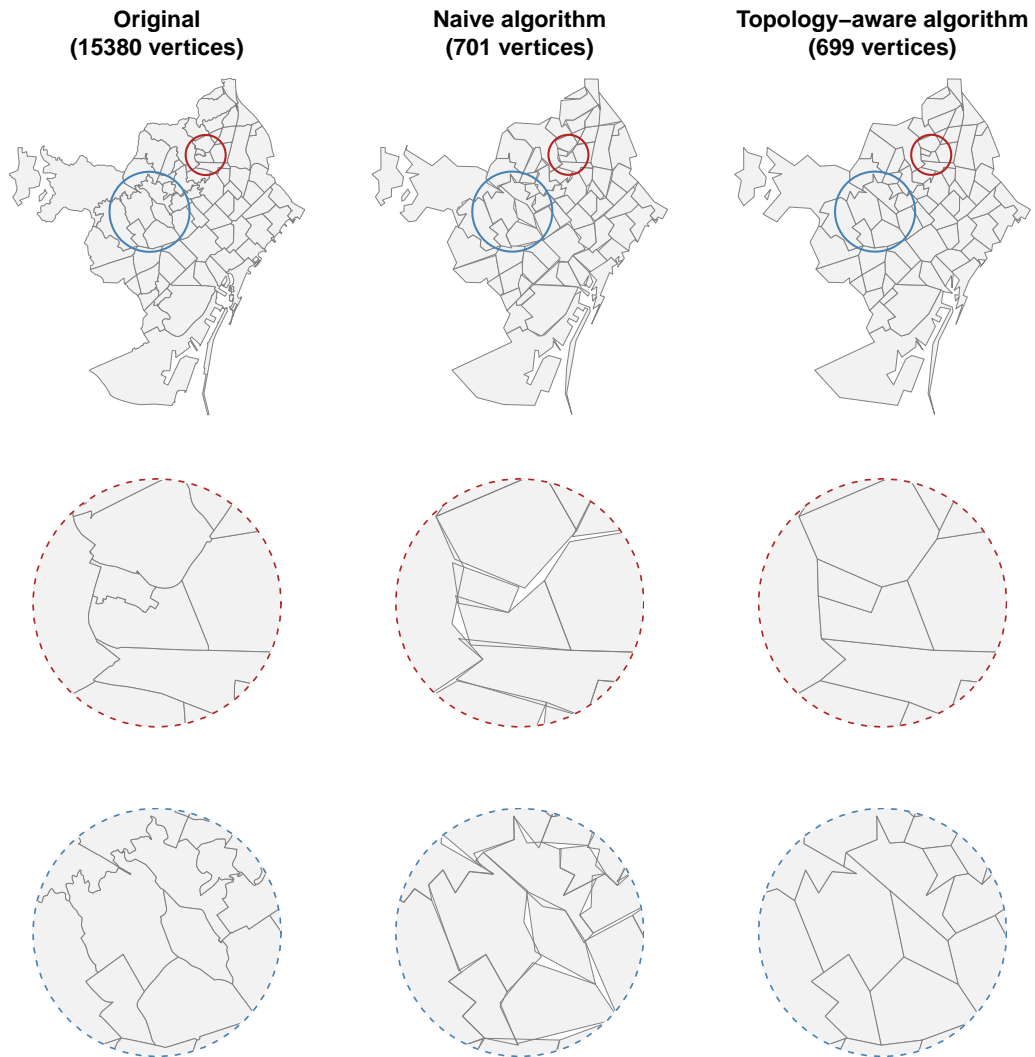 Original
(15380 vertices)
Naive algorithm
(701 vertices)
Topology−aware algorithm
(699 vertices)